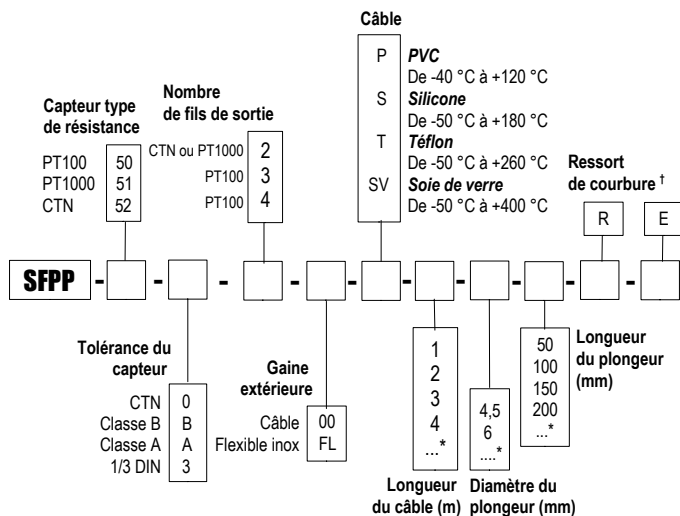 Câble
P PVC
De -40 °C à +120 °C
S Silicone
De -50 °C à +180 °C
T Téflon
De -50 °C à +260 °C
SV Soie de verre
De -50 °C à +400 °C
Nombre
de fils de sortie
CTN ou PT1000 2
PT100 3
PT100 4
Capteur type
de résistance
PT100 50
PT1000 51
CTN 52
Ressort
de courbure †
R E
SFPP - - - - - - - - - -
Tolérance du
capteur
CTN 0
Classe B B
Classe A A
1/3 DIN 3
Gaine
extérieure
Câble 00
Flexible inox FL
1
2
3
4
...*
Longueur
du câble (m)
4,5
6
....*
Diamètre du
plongeur (mm)
50
100
150
200
...*
Longueur
du plongeur
(mm)